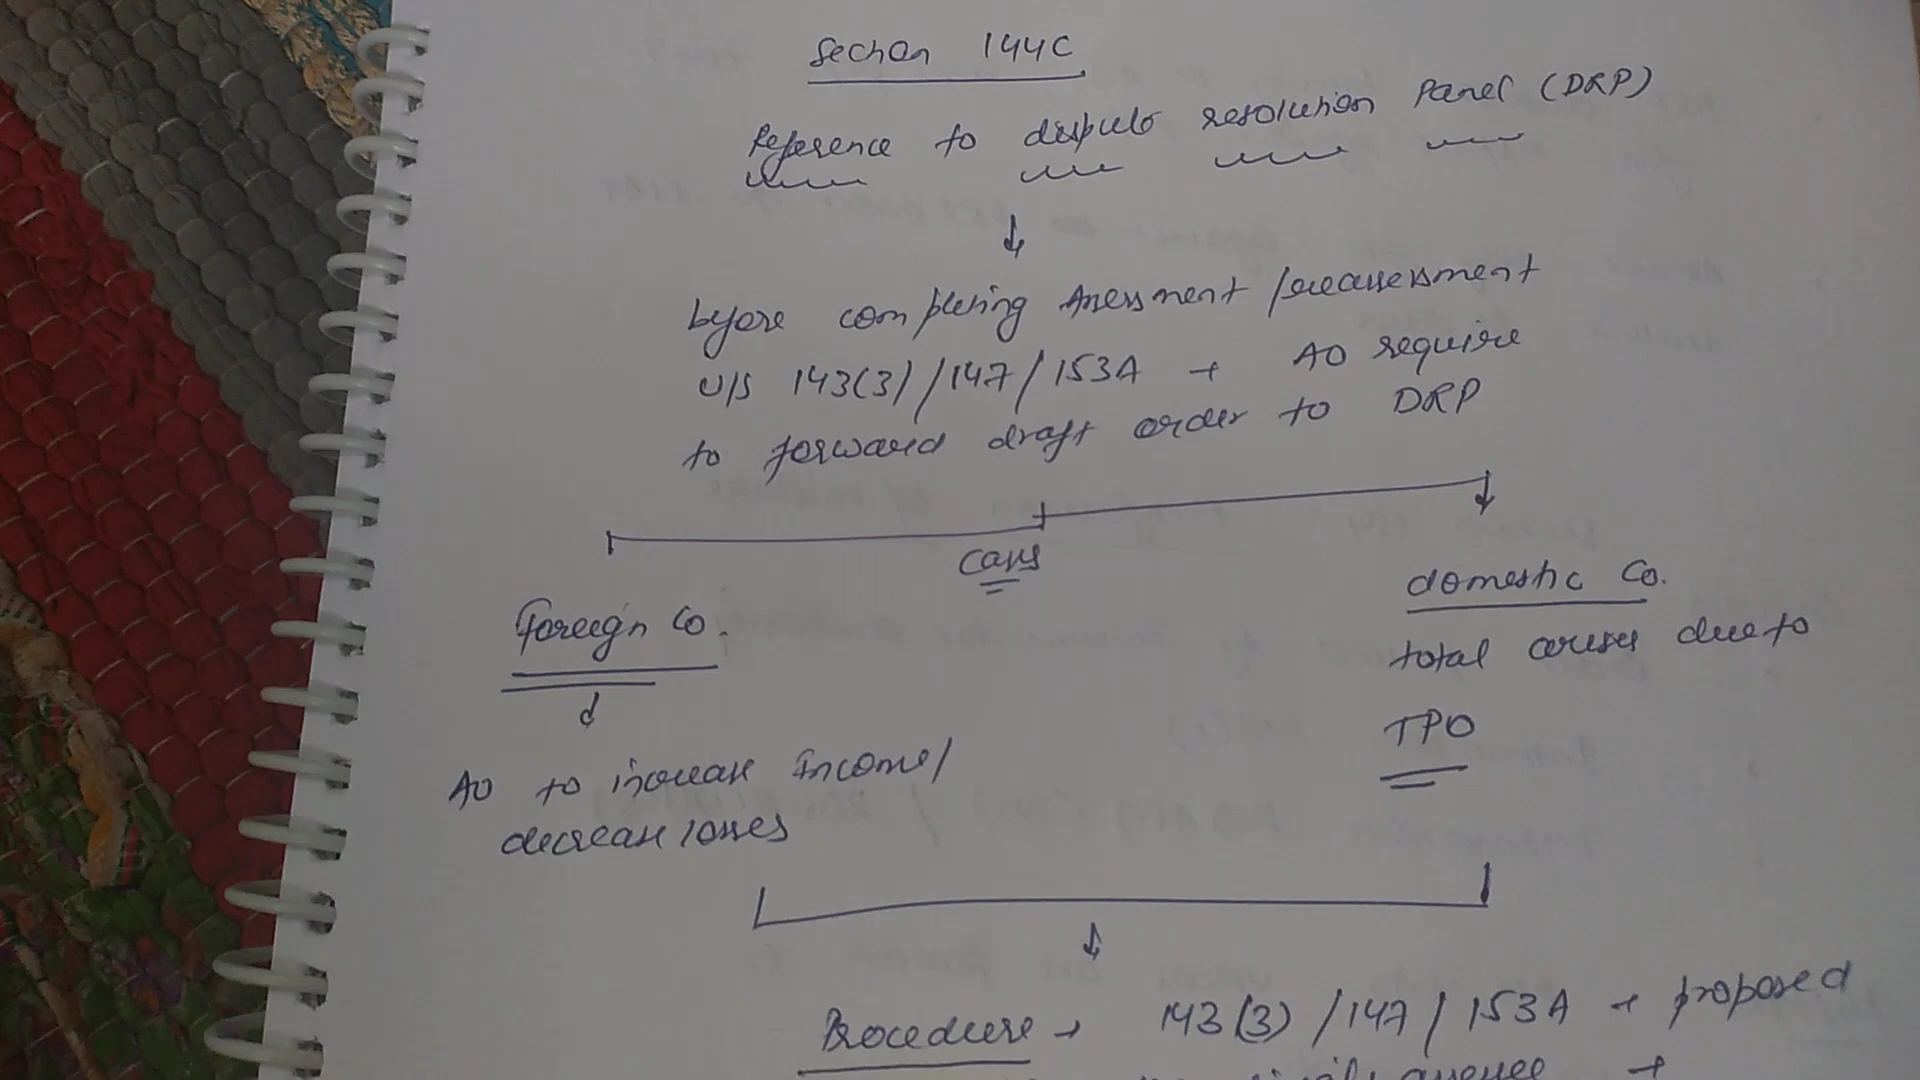 Section 144C
Reference to dispute resolution Panel (DRP)
before completing Assessment / reassessment
U/S 143(3) / 147 / 153A → AO require
to forward draft order to DRP
Cases
foreign Co.
domestic Co.
total arises due to
TPO
AO to increase Income /
decrease losses
Procedure → 143(3) / 147 / 153A → proposed